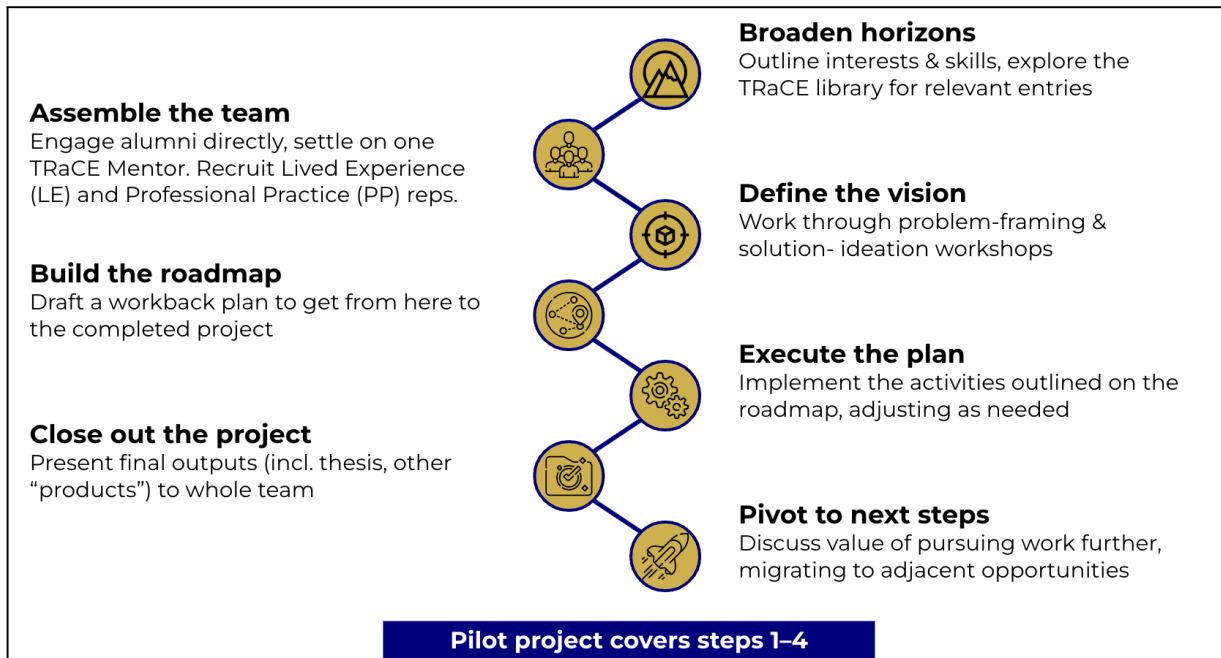 Broaden horizons
Outline interests & skills, explore the
TRaCE library for relevant entries
Assemble the team
Engage alumni directly, settle on one
TRaCE Mentor. Recruit Lived Experience
(LE) and Professional Practice (PP) reps.
Define the vision
Work through problem-framing &
solution- ideation workshops
Build the roadmap
Draft a workback plan to get from here to
the completed project
Execute the plan
Implement the activities outlined on the
roadmap, adjusting as needed
Close out the project
Present final outputs (incl. thesis, other
“products”) to whole team
Pivot to next steps
Discuss value of pursuing work further,
migrating to adjacent opportunities
Pilot project covers steps 1–4